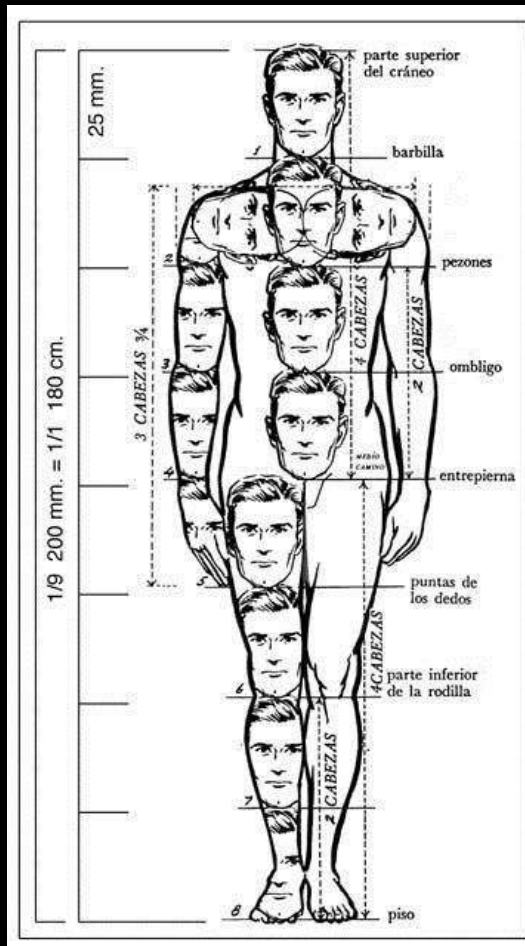 parte superior
del cráneo
25 mm.
1
barbilla
2
pezones
4 CABEZAS
2 CABEZAS
3 CABEZAS ¾
3
ombligo
1/9 200 mm. = 1/1 180 cm.
MEDIO
CAMINO
4
entrepierna
5
puntas de
los dedos
4 CABEZAS
parte inferior
de la rodilla
6
2 CABEZAS
7
8
piso